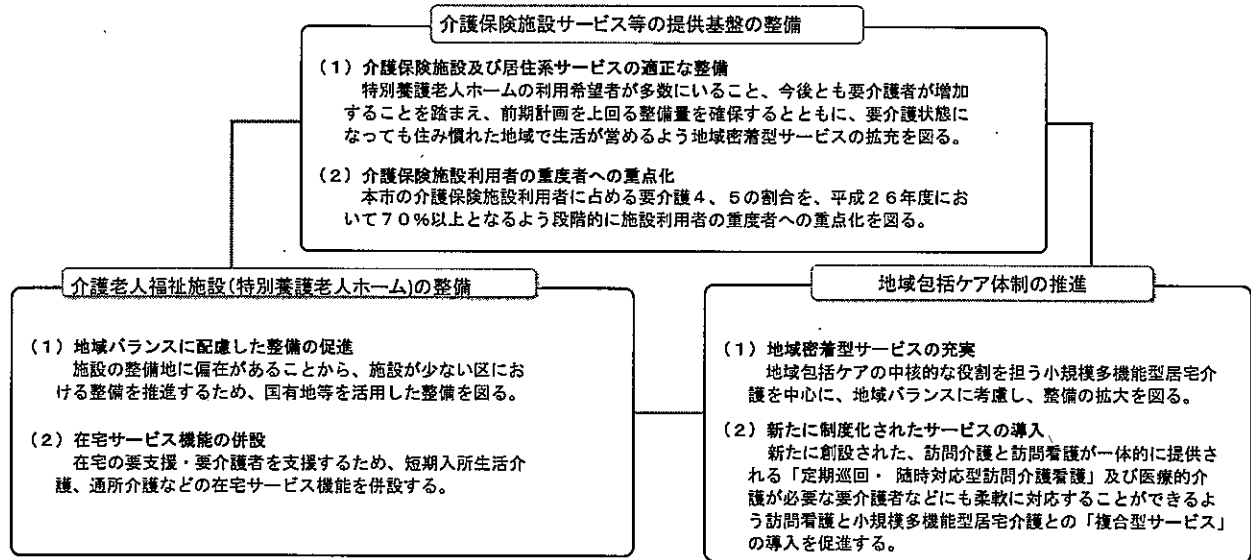 介護保険施設サービス等の提供基盤の整備
(1)介護保険施設及び居住系サービスの適正な整備
特別養護老人ホームの利用希望者が多数にいること、今後とも要介護者が増加
することを踏まえ、前期計画を上回る整備量を確保するとともに、要介護状態に
なっても住み慣れた地域で生活が営めるよう地域密着型サービスの拡充を図る。
(2)介護保険施設利用者の重度者への重点化
本市の介護保険施設利用者に占める要介護4、5の割合を、平成26年度にお
いて70%以上となるよう段階的に施設利用者の重度者への重点化を図る。
介護老人福祉施設(特別養護老人ホーム)の整備
(1)地域バランスに配慮した整備の促進
施設の整備地に偏在があることから、施設が少ない区にお
ける整備を推進するため、国有地等を活用した整備を図る。
(2)在宅サービス機能の併設
在宅の要支援・要介護者を支援するため、短期入所生活介
護、通所介護などの在宅サービス機能を併設する。
地域包括ケア体制の推進
(1)地域密着型サービスの充実
地域包括ケアの中核的な役割を担う小規模多機能型居宅介
護を中心に、地域バランスに考慮し、整備の拡大を図る。
(2)新たに制度化されたサービスの導入
新たに創設された、訪問介護と訪問看護が一体的に提供さ
れる「定期巡回・随時対応型訪問介護看護」及び医療的介
護が必要な要介護者などにも柔軟に対応することができるよ
う訪問看護と小規模多機能型居宅介護との「複合型サービス」
の導入を促進する。